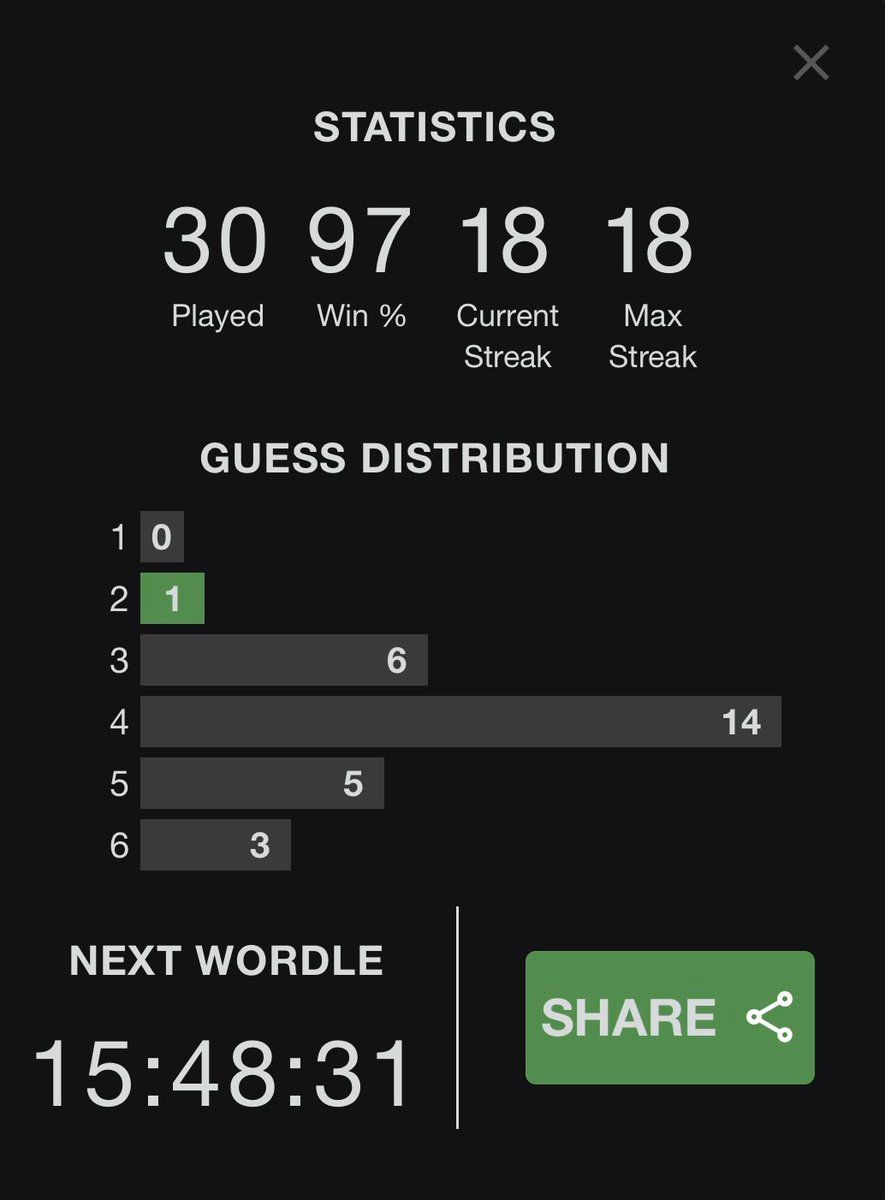 STATISTICS
30 97 18 18
Played Win % Current Streak Max Streak
GUESS DISTRIBUTION
1 0
2 1
3 6
4 14
5 5
6 3
NEXT WORDLE
15:48:31
SHARE